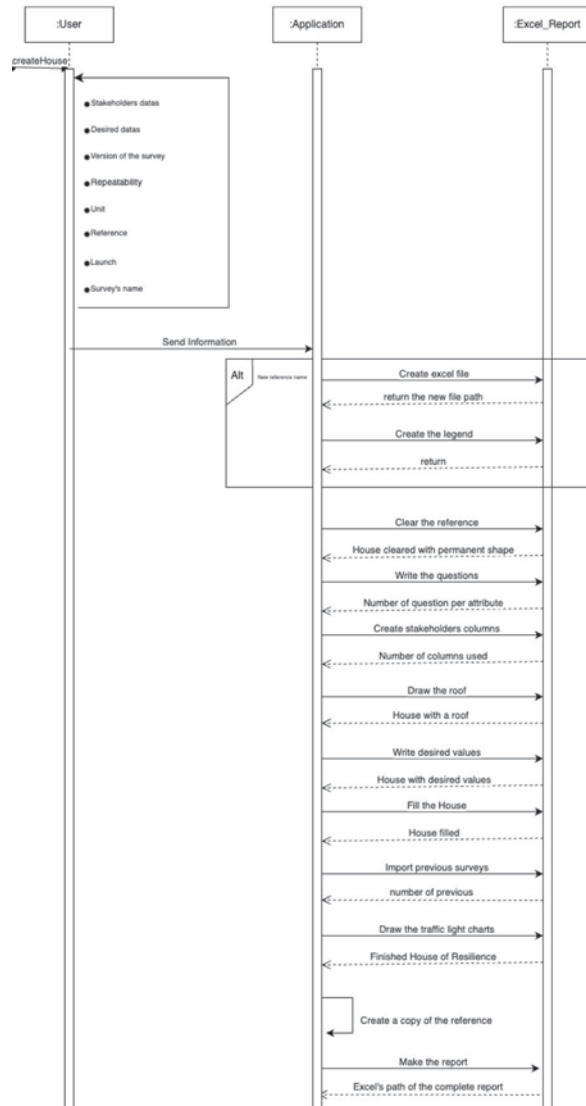 :User
:Application
:Excel_Report
createHouse
Stakeholders datas
Desired datas
Version of the survey
Repeatability
Unit
Reference
Launch
Survey's name
Send Information
Alt
New reference name
Create excel file
return the new file path
Create the legend
return
Clear the reference
House cleared with permanent shape
Write the questions
Number of question per attribute
Create stakeholders columns
Number of columns used
Draw the roof
House with a roof
Write desired values
House with desired values
Fill the House
House filled
Import previous surveys
number of previous
Draw the traffic light charts
Finished House of Resilience
Create a copy of the reference
Make the report
Excel's path of the complete report